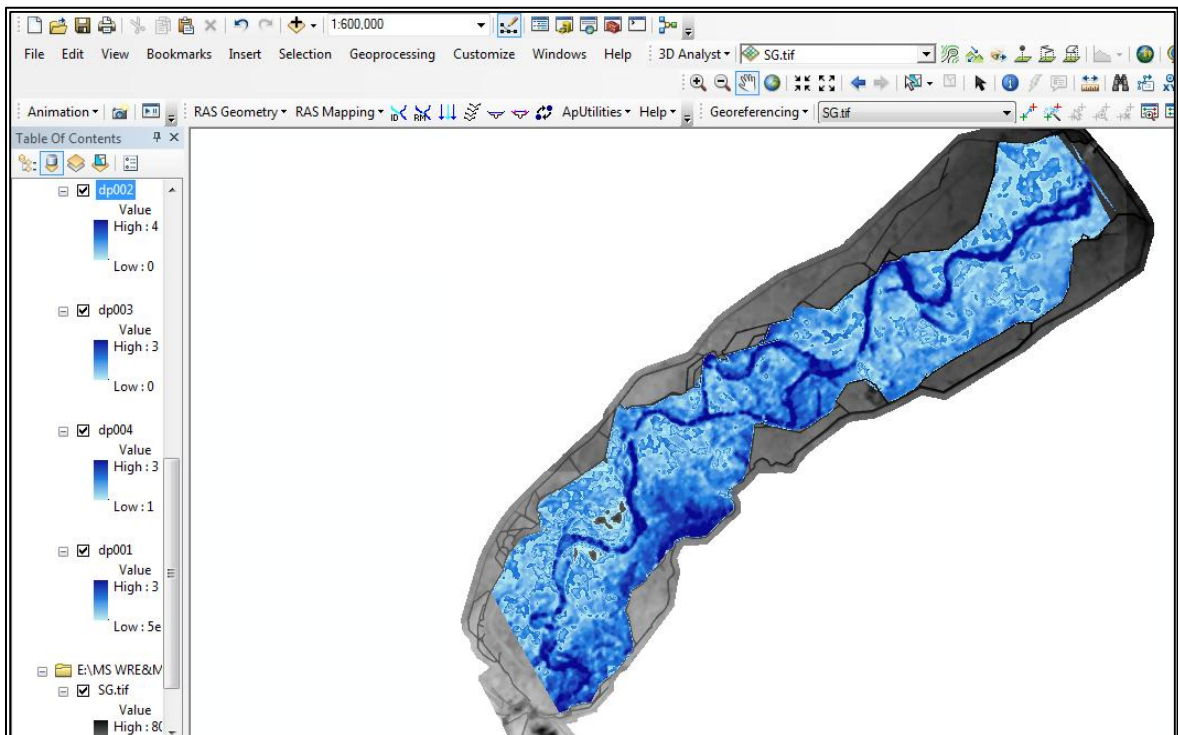 1:600,000
File Edit View Bookmarks Insert Selection Geoprocessing Customize Windows Help 3D Analyst SG.tif
Animation RAS Geometry RAS Mapping ID RMK ApUtilities Help Georeferencing SG.tif
Table Of Contents
dp002
Value
High : 4
Low : 0
dp003
Value
High : 3
Low : 0
dp004
Value
High : 3
Low : 1
dp001
Value
High : 3
Low : 5e
E:\MS WRE&M
SG.tif
Value
High : 80